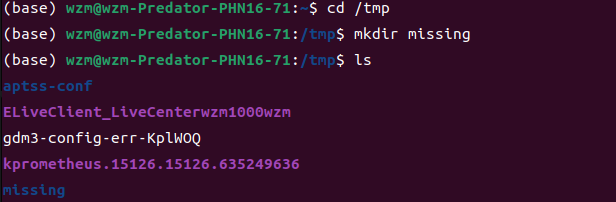 (base) wzm@wzm-Predator-PHN16-71:~$ cd /tmp
(base) wzm@wzm-Predator-PHN16-71:/tmp$ mkdir missing
(base) wzm@wzm-Predator-PHN16-71:/tmp$ ls
aptss-conf
ELiveClient_LiveCenterwzm1000wzm
gdm3-config-err-KplWOQ
kprometheus.15126.15126.635249636
missing